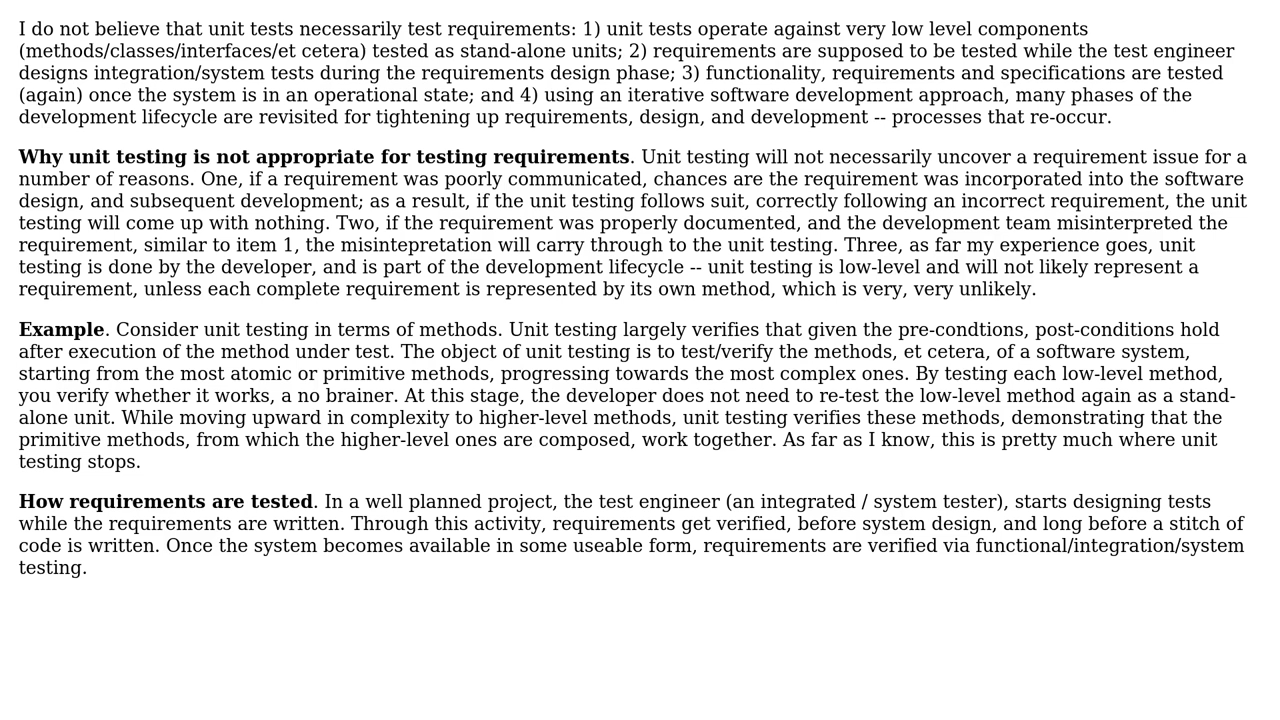 I do not believe that unit tests necessarily test requirements: 1) unit tests operate against very low level components
(methods/classes/interfaces/et cetera) tested as stand-alone units; 2) requirements are supposed to be tested while the test engineer
designs integration/system tests during the requirements design phase; 3) functionality, requirements and specifications are tested
(again) once the system is in an operational state; and 4) using an iterative software development approach, many phases of the
development lifecycle are revisited for tightening up requirements, design, and development -- processes that re-occur.
Why unit testing is not appropriate for testing requirements. Unit testing will not necessarily uncover a requirement issue for a
number of reasons. One, if a requirement was poorly communicated, chances are the requirement was incorporated into the software
design, and subsequent development; as a result, if the unit testing follows suit, correctly following an incorrect requirement, the unit
testing will come up with nothing. Two, if the requirement was properly documented, and the development team misinterpreted the
requirement, similar to item 1, the misintepretation will carry through to the unit testing. Three, as far my experience goes, unit
testing is done by the developer, and is part of the development lifecycle -- unit testing is low-level and will not likely represent a
requirement, unless each complete requirement is represented by its own method, which is very, very unlikely.
Example. Consider unit testing in terms of methods. Unit testing largely verifies that given the pre-condtions, post-conditions hold
after execution of the method under test. The object of unit testing is to test/verify the methods, et cetera, of a software system,
starting from the most atomic or primitive methods, progressing towards the most complex ones. By testing each low-level method,
you verify whether it works, a no brainer. At this stage, the developer does not need to re-test the low-level method again as a stand-
alone unit. While moving upward in complexity to higher-level methods, unit testing verifies these methods, demonstrating that the
primitive methods, from which the higher-level ones are composed, work together. As far as I know, this is pretty much where unit
testing stops.
How requirements are tested. In a well planned project, the test engineer (an integrated / system tester), starts designing tests
while the requirements are written. Through this activity, requirements get verified, before system design, and long before a stitch of
code is written. Once the system becomes available in some useable form, requirements are verified via functional/integration/system
testing.